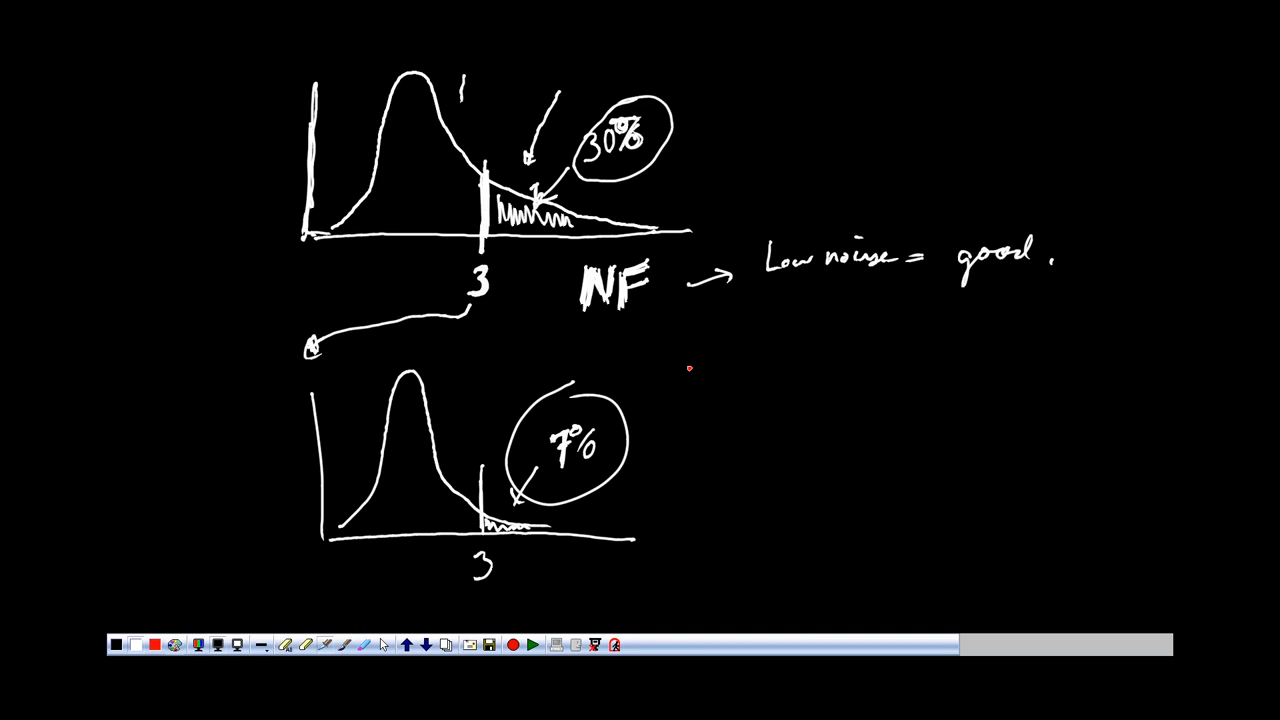 30%
3
NF → Low noise = good.
7%
3